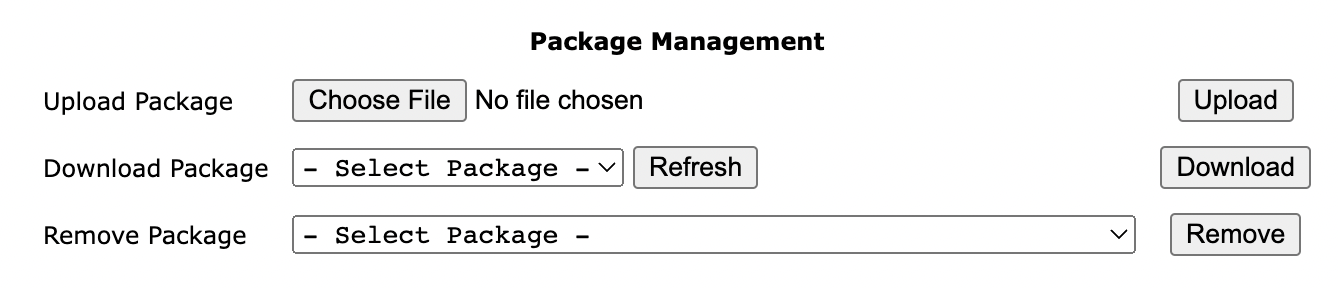 Package Management
Upload Package Choose File No file chosen Upload
Download Package - Select Package - Refresh Download
Remove Package - Select Package - Remove